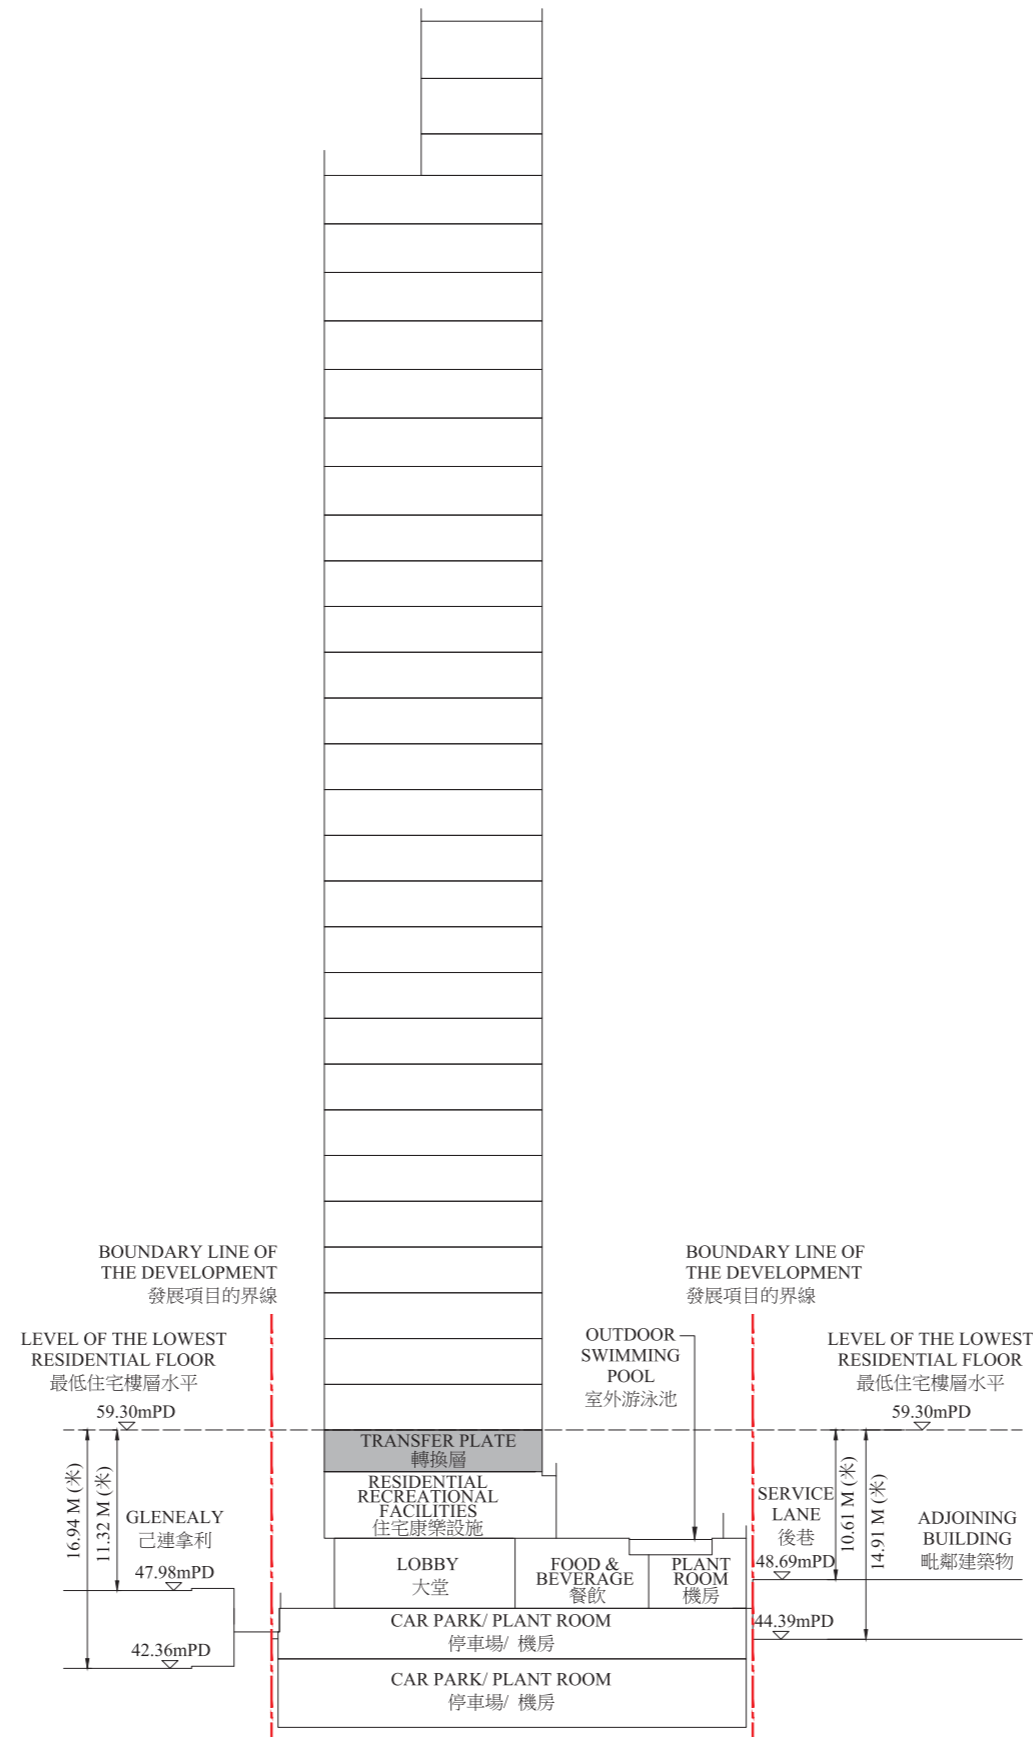 BOUNDARY LINE OF
THE DEVELOPMENT
發展項目的界線
BOUNDARY LINE OF
THE DEVELOPMENT
發展項目的界線
LEVEL OF THE LOWEST
RESIDENTIAL FLOOR
最低住宅樓層水平
59.30mPD
OUTDOOR
SWIMMING
POOL
室外游泳池
LEVEL OF THE LOWEST
RESIDENTIAL FLOOR
最低住宅樓層水平
59.30mPD
TRANSFER PLATE
轉換層
RESIDENTIAL
RECREATIONAL
FACILITIES
住宅康樂設施
16.94 M (米)
11.32 M (米)
GLENEALY
己連拿利
47.98mPD
42.36mPD
LOBBY
大堂
FOOD &
BEVERAGE
餐飲
PLANT
ROOM
機房
SERVICE
LANE
後巷
48.69mPD
10.61 M (米)
14.91 M (米)
ADJOINING
BUILDING
毗鄰建築物
44.39mPD
CAR PARK/ PLANT ROOM
停車場/ 機房
CAR PARK/ PLANT ROOM
停車場/ 機房